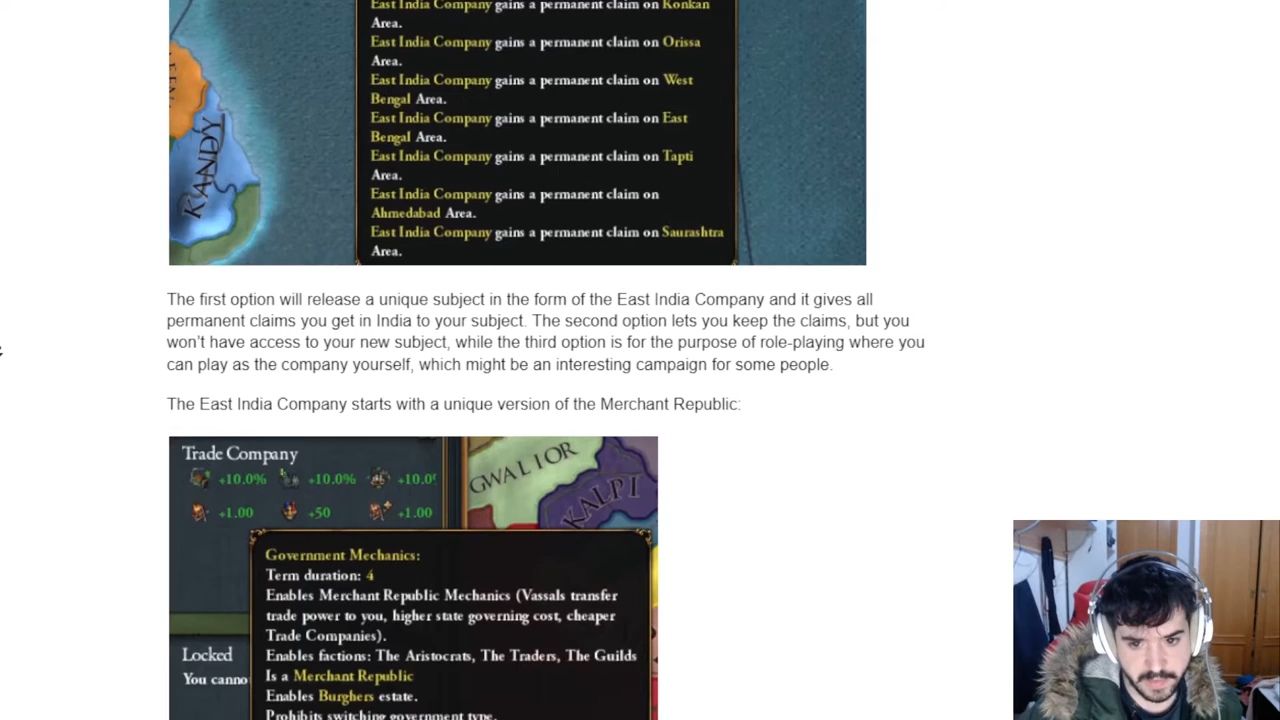 East India Company gains a permanent claim on Konkan
Area.
East India Company gains a permanent claim on Orissa
Area.
East India Company gains a permanent claim on West
Bengal Area.
East India Company gains a permanent claim on East
Bengal Area.
East India Company gains a permanent claim on Tapti
Area.
East India Company gains a permanent claim on
Ahmedabad Area.
East India Company gains a permanent claim on Saurashtra
Area.
KANDY
The first option will release a unique subject in the form of the East India Company and it gives all
permanent claims you get in India to your subject. The second option lets you keep the claims, but you
won't have access to your new subject, while the third option is for the purpose of role-playing where you
can play as the company yourself, which might be an interesting campaign for some people.
The East India Company starts with a unique version of the Merchant Republic:
Trade Company
+10.0% +10.0% +10.0
+1.00 +50 +1.00
GWALIOR
KALPI
Government Mechanics:
Term duration: 4
Enables Merchant Republic Mechanics (Vassals transfer
trade power to you, higher state governing cost, cheaper
Trade Companies).
Enables factions: The Aristocrats, The Traders, The Guilds
Is a Merchant Republic
Enables Burghers estate.
Prohibits switching government type.
Locked
You canno